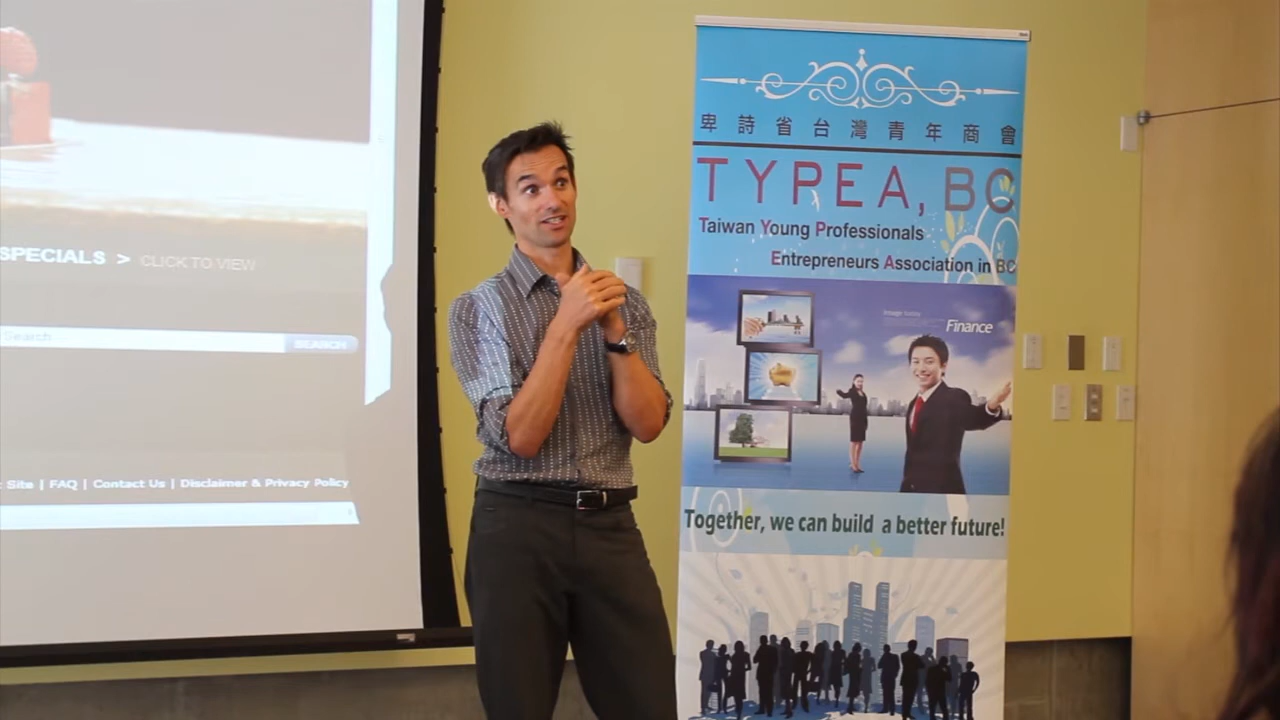 SPECIALS > CLICK TO VIEW
Search
SEARCH
Site | FAQ | Contact Us | Disclaimer & Privacy Policy
卑詩省台灣青年商會
TYPEA, BC
Taiwan Young Professionals
Entrepreneurs Association in BC
Finance
Together, we can build a better future!